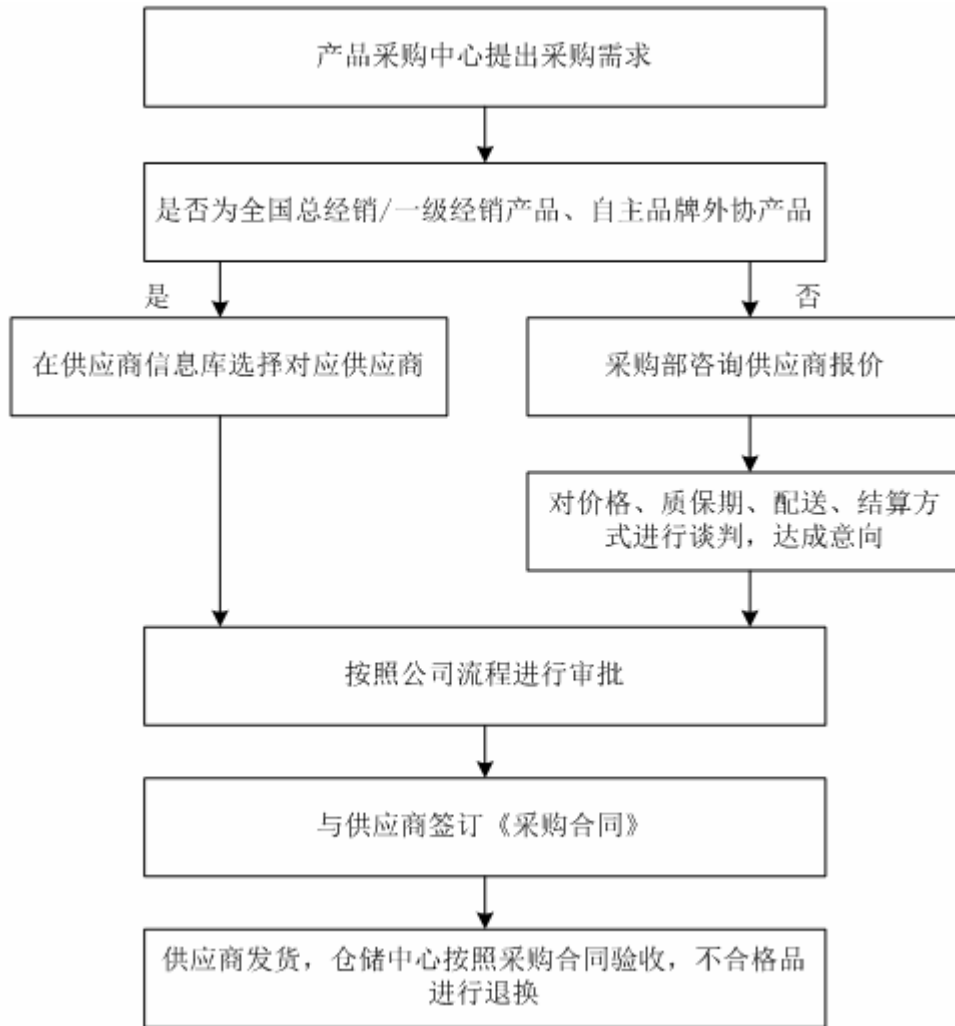 产品采购中心提出采购需求
是否为全国总经销/一级经销产品、自主品牌外协产品
是
否
在供应商信息库选择对应供应商
采购部咨询供应商报价
对价格、质保期、配送、结算方
式进行谈判，达成意向
按照公司流程进行审批
与供应商签订《采购合同》
供应商发货，仓储中心按照采购合同验收，不合格品
进行退换